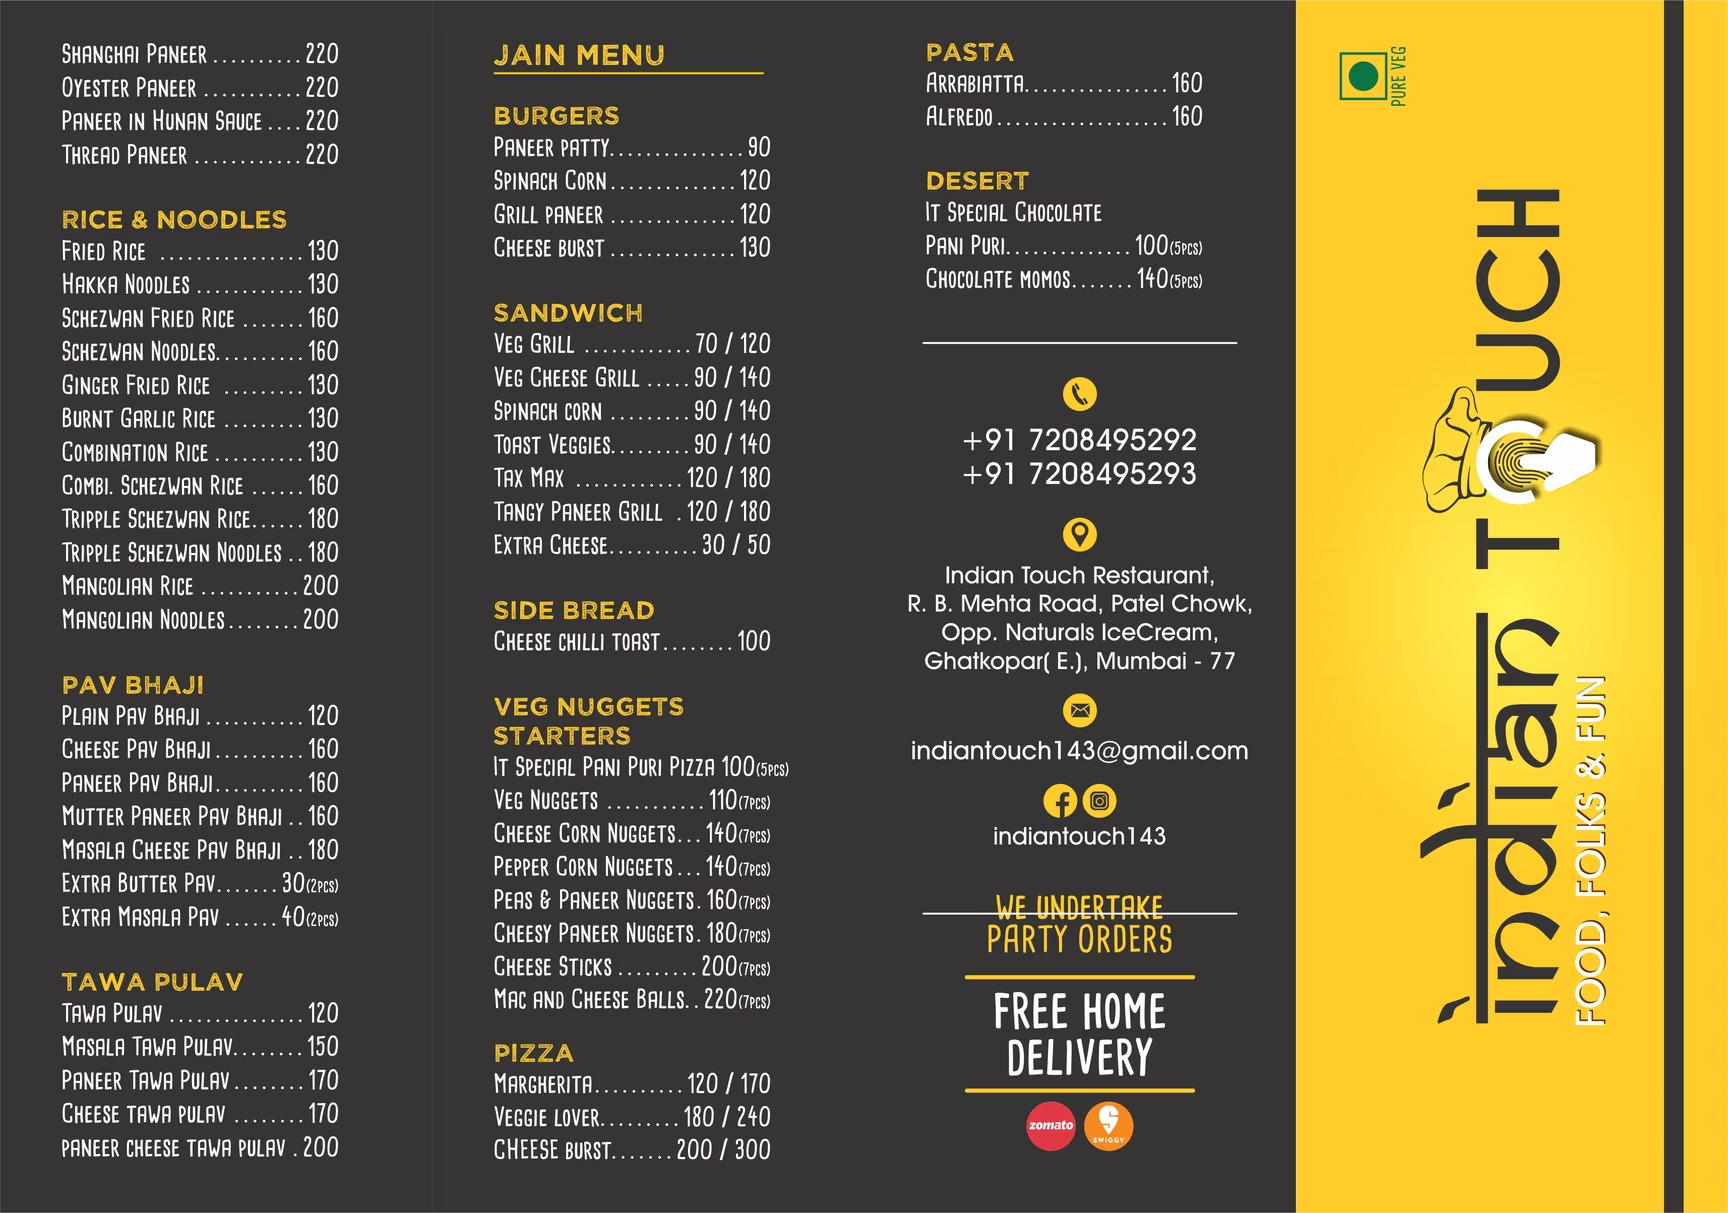 Shanghai Paneer .......... 220
Oyester Paneer ........... 220
Paneer in Hunan Sauce .... 220
Thread Paneer ............ 220
RICE & NOODLES
Fried Rice ................ 130
Hakka Noodles ............ 130
Schezwan Fried Rice ....... 160
Schezwan Noodles.......... 160
Ginger Fried Rice ......... 130
Burnt Garlic Rice ......... 130
Combination Rice .......... 130
Combi. Schezwan Rice ...... 160
Tripple Schezwan Rice...... 180
Tripple Schezwan Noodles .. 180
Mangolian Rice ........... 200
Mangolian Noodles........ 200
PAV BHAJI
Plain Pav Bhaji ........... 120
Cheese Pav Bhaji.......... 160
Paneer Pav Bhaji.......... 160
Mutter Paneer Pav Bhaji .. 160
Masala Cheese Pav Bhaji .. 180
Extra Butter Pav....... 30(2pcs)
Extra Masala Pav ...... 40(2pcs)
TAWA PULAV
Tawa Pulav ............... 120
Masala Tawa Pulav........ 150
Paneer Tawa Pulav ........ 170
Cheese tawa pulav ........ 170
paneer cheese tawa pulav . 200
JAIN MENU
BURGERS
Paneer patty............... 90
Spinach Corn.............. 120
Grill paneer .............. 120
Cheese burst .............. 130
SANDWICH
Veg Grill ............ 70 / 120
Veg Cheese Grill ..... 90 / 140
Spinach corn ......... 90 / 140
Toast Veggies......... 90 / 140
Tax Max ............ 120 / 180
Tangy Paneer Grill . 120 / 180
Extra Cheese.......... 30 / 50
SIDE BREAD
Cheese chilli toast........ 100
VEG NUGGETS
STARTERS
It Special Pani Puri Pizza 100(5pcs)
Veg Nuggets ........... 110(7pcs)
Cheese Corn Nuggets... 140(7pcs)
Pepper Corn Nuggets ... 140(7pcs)
Peas & Paneer Nuggets. 160(7pcs)
Cheesy Paneer Nuggets. 180(7pcs)
Cheese Sticks ......... 200(7pcs)
Mac and Cheese Balls. . 220(7pcs)
PIZZA
Margherita.......... 120 / 170
Veggie lover......... 180 / 240
CHEESE burst....... 200 / 300
PASTA
Arrabiatta................ 160
Alfredo................... 160
DESERT
It Special Chocolate
Pani Puri.............. 100(5pcs)
Chocolate momos....... 140(5pcs)
+91 7208495292
+91 7208495293
Indian Touch Restaurant,
R. B. Mehta Road, Patel Chowk,
Opp. Naturals IceCream,
Ghatkopar( E.), Mumbai - 77
indiantouch143@gmail.com
indiantouch143
We undertake
party orders
Free Home
Delivery
zomato
SWIGGY
PURE VEG
indian TOUCH
FOOD, FOLKS & FUN